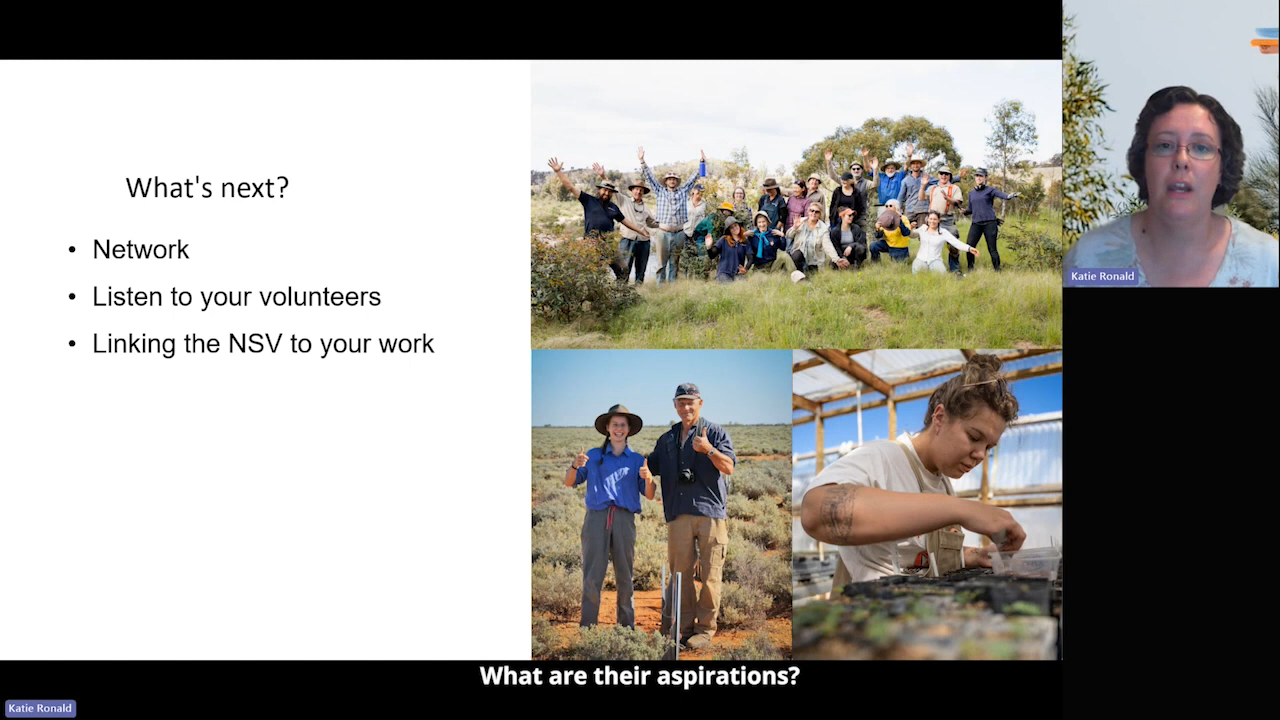 What's next?
• Network
• Listen to your volunteers
• Linking the NSV to your work
Katie Ronald
What are their aspirations?
Katie Ronald